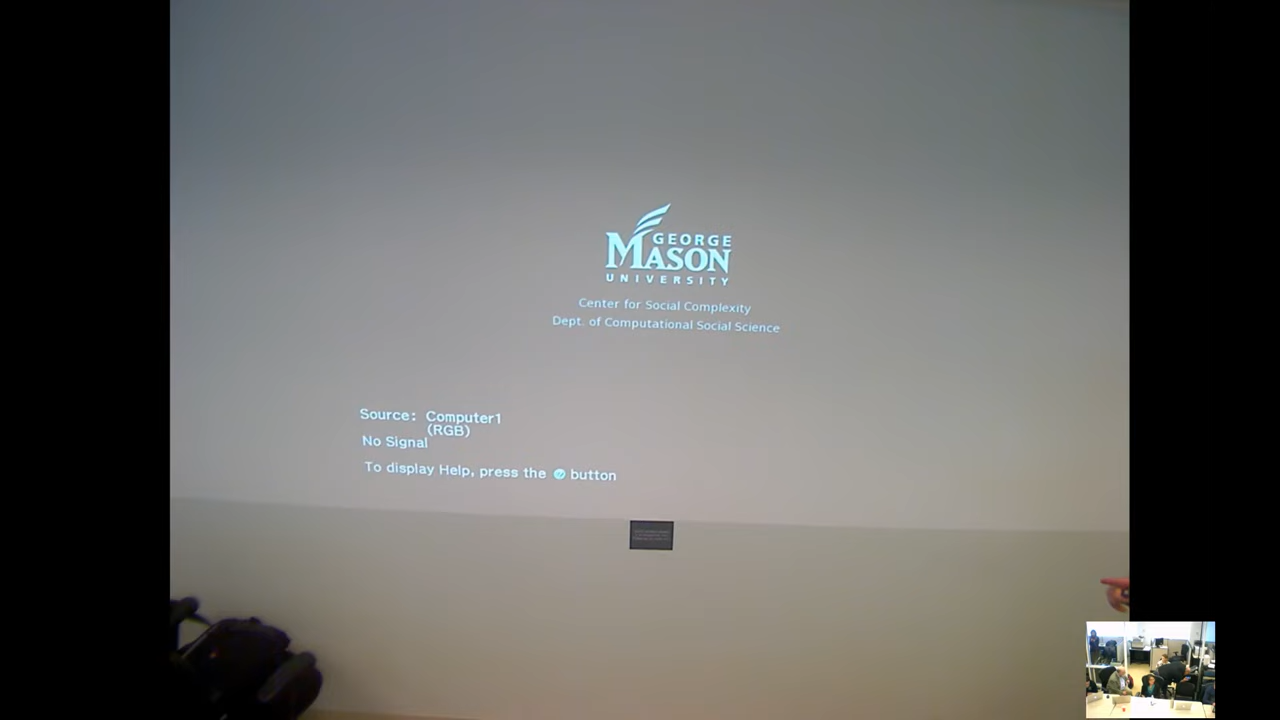 GEORGE
MASON
UNIVERSITY
Center for Social Complexity
Dept. of Computational Social Science
Source: Computer1
(RGB)
No Signal
To display Help, press the button